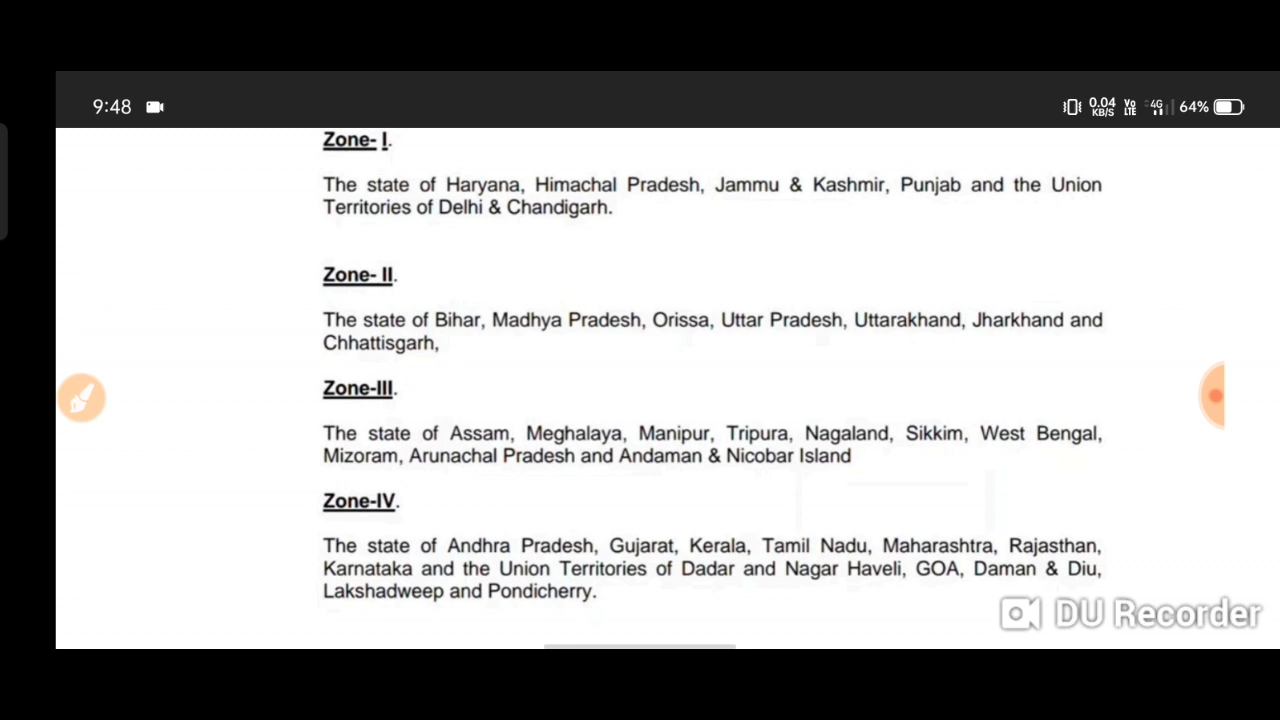 9:48 0.04 KB/S Vo LTE 4G 64%
Zone- I.
The state of Haryana, Himachal Pradesh, Jammu & Kashmir, Punjab and the Union
Territories of Delhi & Chandigarh.
Zone- II.
The state of Bihar, Madhya Pradesh, Orissa, Uttar Pradesh, Uttarakhand, Jharkhand and
Chhattisgarh,
Zone-III.
The state of Assam, Meghalaya, Manipur, Tripura, Nagaland, Sikkim, West Bengal,
Mizoram, Arunachal Pradesh and Andaman & Nicobar Island
Zone-IV.
The state of Andhra Pradesh, Gujarat, Kerala, Tamil Nadu, Maharashtra, Rajasthan,
Karnataka and the Union Territories of Dadar and Nagar Haveli, GOA, Daman & Diu,
Lakshadweep and Pondicherry.
DU Recorder